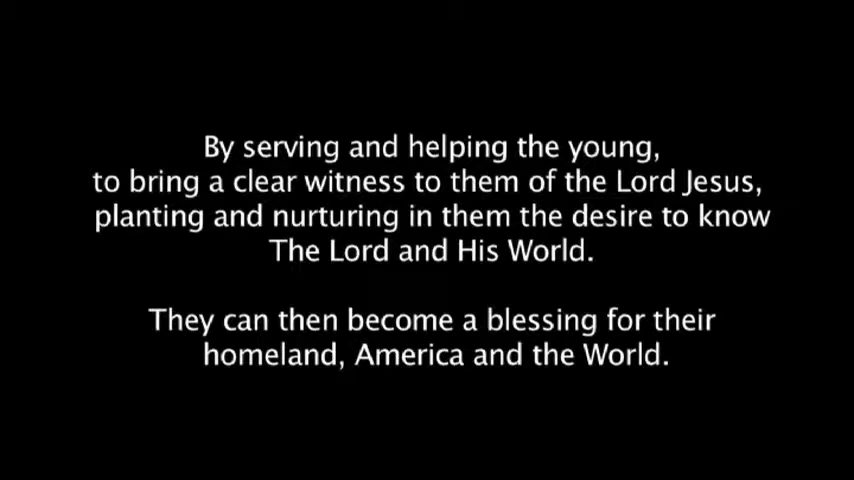 By serving and helping the young,
to bring a clear witness to them of the Lord Jesus,
planting and nurturing in them the desire to know
The Lord and His World.
They can then become a blessing for their
homeland, America and the World.